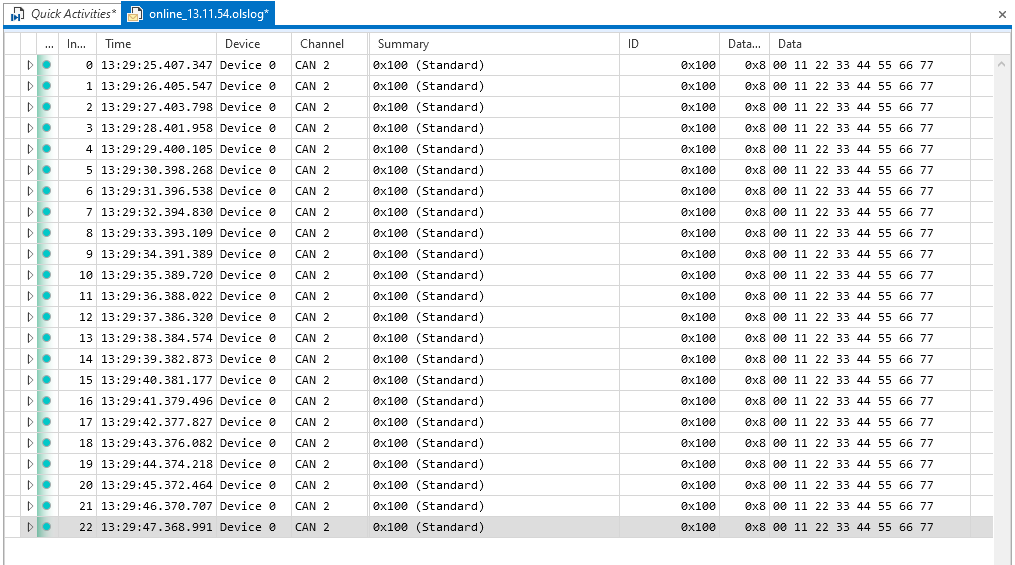 Quick Activities* online_13.11.54.olslog*
... In... Time Device Channel Summary ID Data... Data
0 13:29:25.407.347 Device 0 CAN 2 0x100 (Standard) 0x100 0x8 00 11 22 33 44 55 66 77
1 13:29:26.405.547 Device 0 CAN 2 0x100 (Standard) 0x100 0x8 00 11 22 33 44 55 66 77
2 13:29:27.403.798 Device 0 CAN 2 0x100 (Standard) 0x100 0x8 00 11 22 33 44 55 66 77
3 13:29:28.401.958 Device 0 CAN 2 0x100 (Standard) 0x100 0x8 00 11 22 33 44 55 66 77
4 13:29:29.400.105 Device 0 CAN 2 0x100 (Standard) 0x100 0x8 00 11 22 33 44 55 66 77
5 13:29:30.398.268 Device 0 CAN 2 0x100 (Standard) 0x100 0x8 00 11 22 33 44 55 66 77
6 13:29:31.396.538 Device 0 CAN 2 0x100 (Standard) 0x100 0x8 00 11 22 33 44 55 66 77
7 13:29:32.394.830 Device 0 CAN 2 0x100 (Standard) 0x100 0x8 00 11 22 33 44 55 66 77
8 13:29:33.393.109 Device 0 CAN 2 0x100 (Standard) 0x100 0x8 00 11 22 33 44 55 66 77
9 13:29:34.391.389 Device 0 CAN 2 0x100 (Standard) 0x100 0x8 00 11 22 33 44 55 66 77
10 13:29:35.389.720 Device 0 CAN 2 0x100 (Standard) 0x100 0x8 00 11 22 33 44 55 66 77
11 13:29:36.388.022 Device 0 CAN 2 0x100 (Standard) 0x100 0x8 00 11 22 33 44 55 66 77
12 13:29:37.386.320 Device 0 CAN 2 0x100 (Standard) 0x100 0x8 00 11 22 33 44 55 66 77
13 13:29:38.384.574 Device 0 CAN 2 0x100 (Standard) 0x100 0x8 00 11 22 33 44 55 66 77
14 13:29:39.382.873 Device 0 CAN 2 0x100 (Standard) 0x100 0x8 00 11 22 33 44 55 66 77
15 13:29:40.381.177 Device 0 CAN 2 0x100 (Standard) 0x100 0x8 00 11 22 33 44 55 66 77
16 13:29:41.379.496 Device 0 CAN 2 0x100 (Standard) 0x100 0x8 00 11 22 33 44 55 66 77
17 13:29:42.377.827 Device 0 CAN 2 0x100 (Standard) 0x100 0x8 00 11 22 33 44 55 66 77
18 13:29:43.376.082 Device 0 CAN 2 0x100 (Standard) 0x100 0x8 00 11 22 33 44 55 66 77
19 13:29:44.374.218 Device 0 CAN 2 0x100 (Standard) 0x100 0x8 00 11 22 33 44 55 66 77
20 13:29:45.372.464 Device 0 CAN 2 0x100 (Standard) 0x100 0x8 00 11 22 33 44 55 66 77
21 13:29:46.370.707 Device 0 CAN 2 0x100 (Standard) 0x100 0x8 00 11 22 33 44 55 66 77
22 13:29:47.368.991 Device 0 CAN 2 0x100 (Standard) 0x100 0x8 00 11 22 33 44 55 66 77